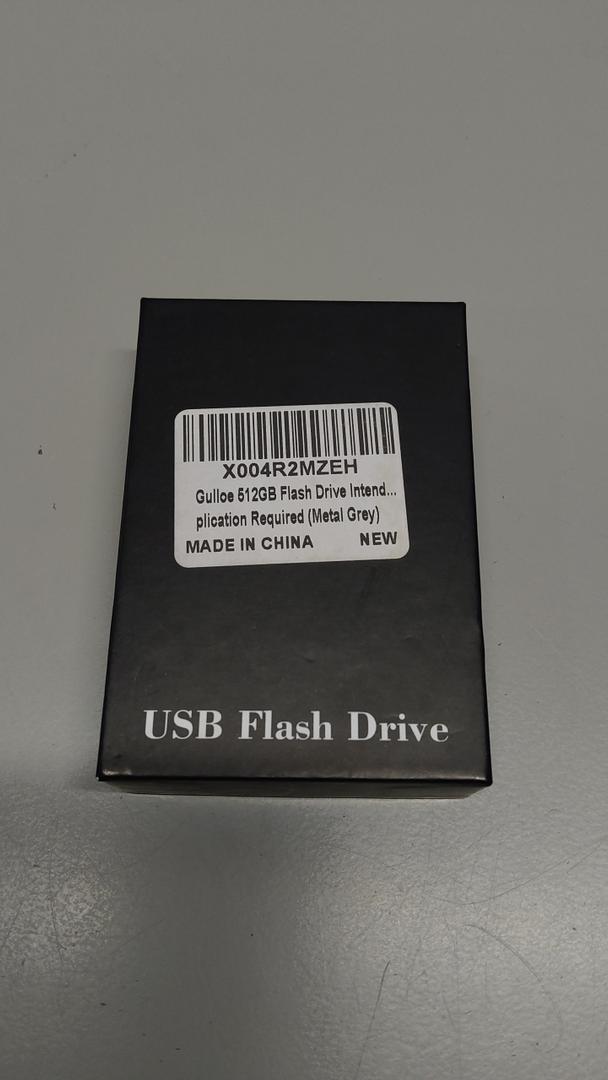 X004R2MZEH
Gulloe 512GB Flash Drive Intend...
plication Required (Metal Grey)
MADE IN CHINA NEW
USB Flash Drive